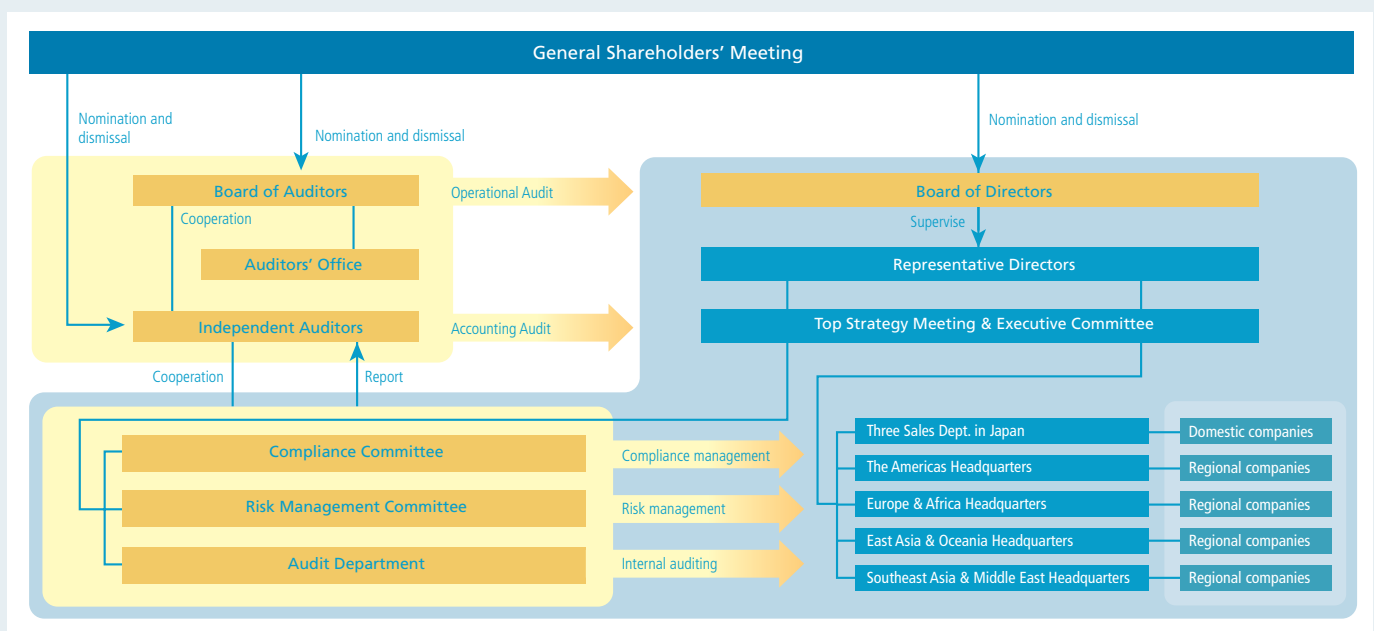 General Shareholders' Meeting
Nomination and
dismissal
Nomination and dismissal
Nomination and dismissal
Board of Auditors
Operational Audit
Board of Directors
Cooperation
Supervise
Auditors' Office
Representative Directors
Independent Auditors
Accounting Audit
Top Strategy Meeting & Executive Committee
Cooperation
Report
Compliance Committee
Compliance management
Risk Management Committee
Risk management
Audit Department
Internal auditing
Three Sales Dept. in Japan
Domestic companies
The Americas Headquarters
Regional companies
Europe & Africa Headquarters
Regional companies
East Asia & Oceania Headquarters
Regional companies
Southeast Asia & Middle East Headquarters
Regional companies